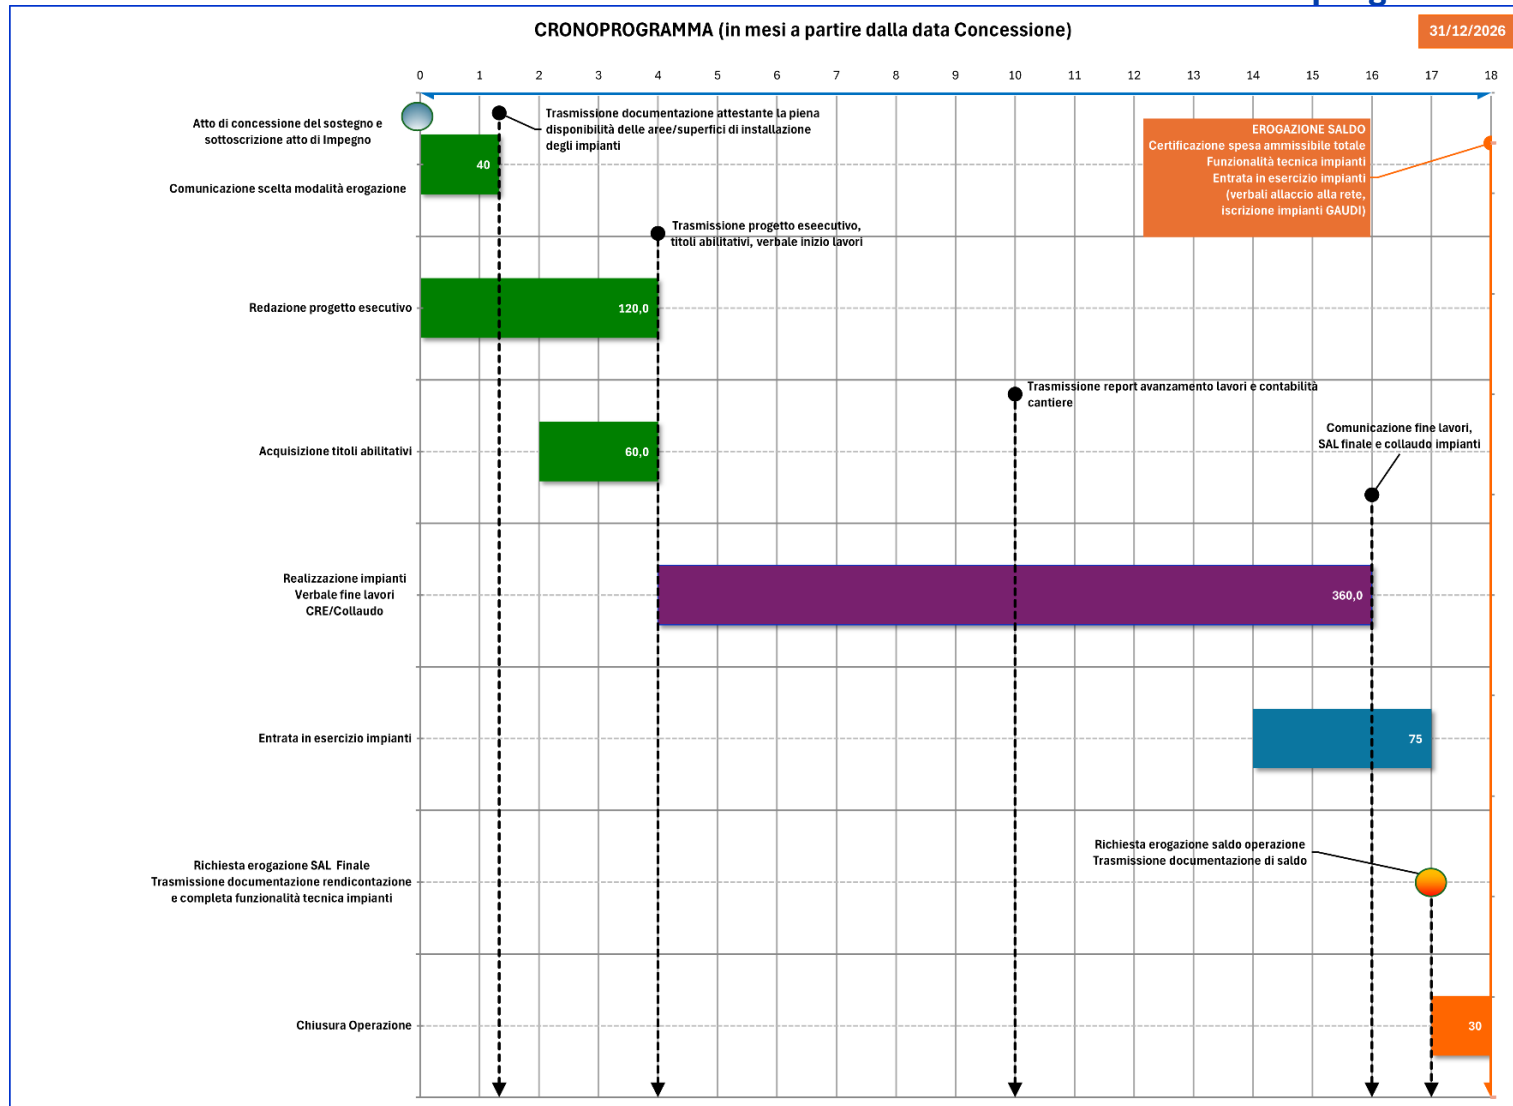 CRONOPROGRAMMA (in mesi a partire dalla data Concessione)
31/12/2026
0 1 2 3 4 5 6 7 8 9 10 11 12 13 14 15 16 17 18
Atto di concessione del sostegno e
sottoscrizione atto di Impegno
Comunicazione scelta modalità erogazione
40
Trasmissione documentazione attestante la piena
disponibilità delle aree/superfici di installazione
degli impianti
EROGAZIONE SALDO
Certificazione spesa ammissibile totale
Funzionalità tecnica impianti
Entrata in esercizio impianti
(verbali allaccio alla rete,
iscrizione impianti GAUDI)
Trasmissione progetto eseecutivo,
titoli abilitativi, verbale inizio lavori
Redazione progetto esecutivo
120,0
Trasmissione report avanzamento lavori e contabilità
cantiere
Comunicazione fine lavori,
SAL finale e collaudo impianti
Acquisizione titoli abilitativi
60,0
Realizzazione impianti
Verbale fine lavori
CRE/Collaudo
360,0
Entrata in esercizio impianti
75
Richiesta erogazione saldo operazione
Trasmissione documentazione di saldo
Richiesta erogazione SAL  Finale
Trasmissione documentazione rendicontazione
e completa funzionalità tecnica impianti
Chiusura Operazione
30